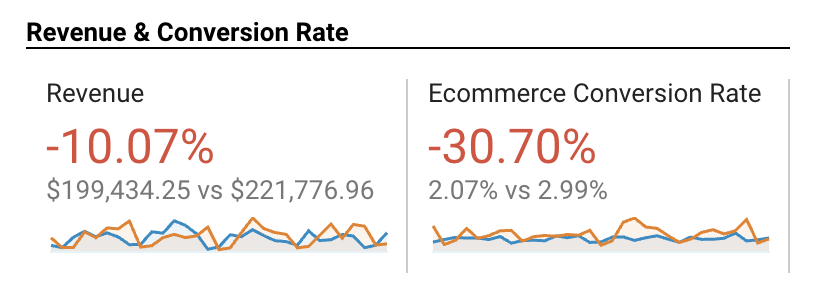 Revenue & Conversion Rate
Revenue
-10.07%
$199,434.25 vs $221,776.96
Ecommerce Conversion Rate
-30.70%
2.07% vs 2.99%